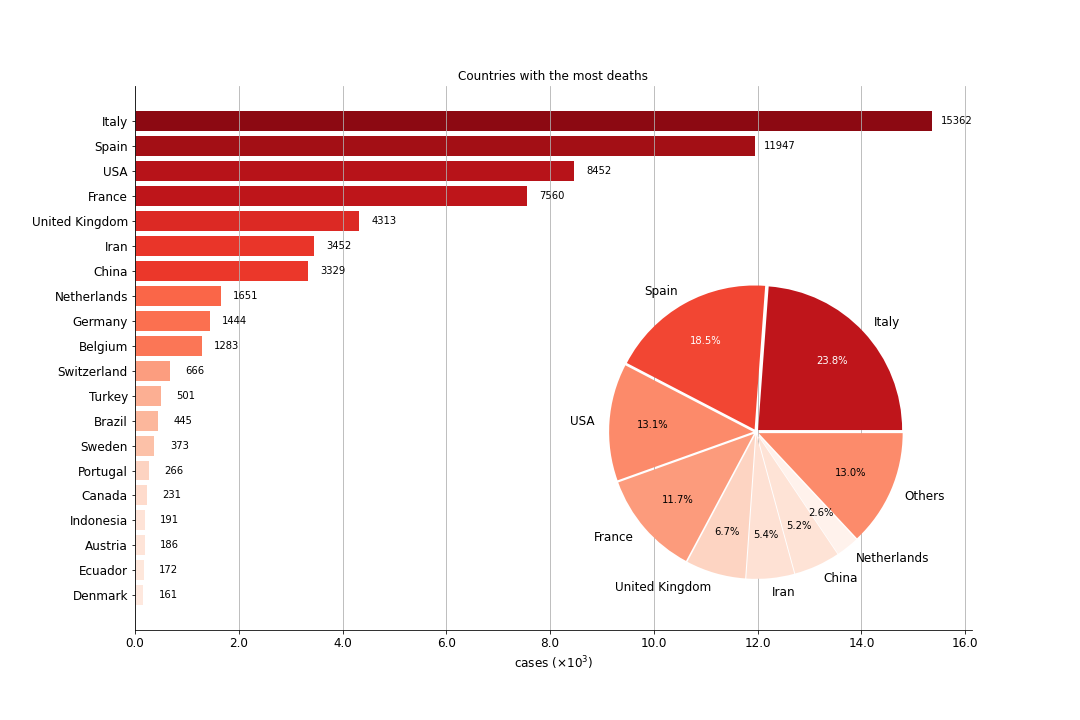 Countries with the most deaths
Italy 15362
Spain 11947
USA 8452
France 7560
United Kingdom 4313
Iran 3452
China 3329
Netherlands 1651
Germany 1444
Belgium 1283
Switzerland 666
Turkey 501
Brazil 445
Sweden 373
Portugal 266
Canada 231
Indonesia 191
Austria 186
Ecuador 172
Denmark 161
0.0 2.0 4.0 6.0 8.0 10.0 12.0 14.0 16.0
cases (×10³)
Italy
23.8%
Spain
18.5%
USA
13.1%
France
11.7%
United Kingdom
6.7%
Iran
5.4%
China
5.2%
Netherlands
2.6%
Others
13.0%